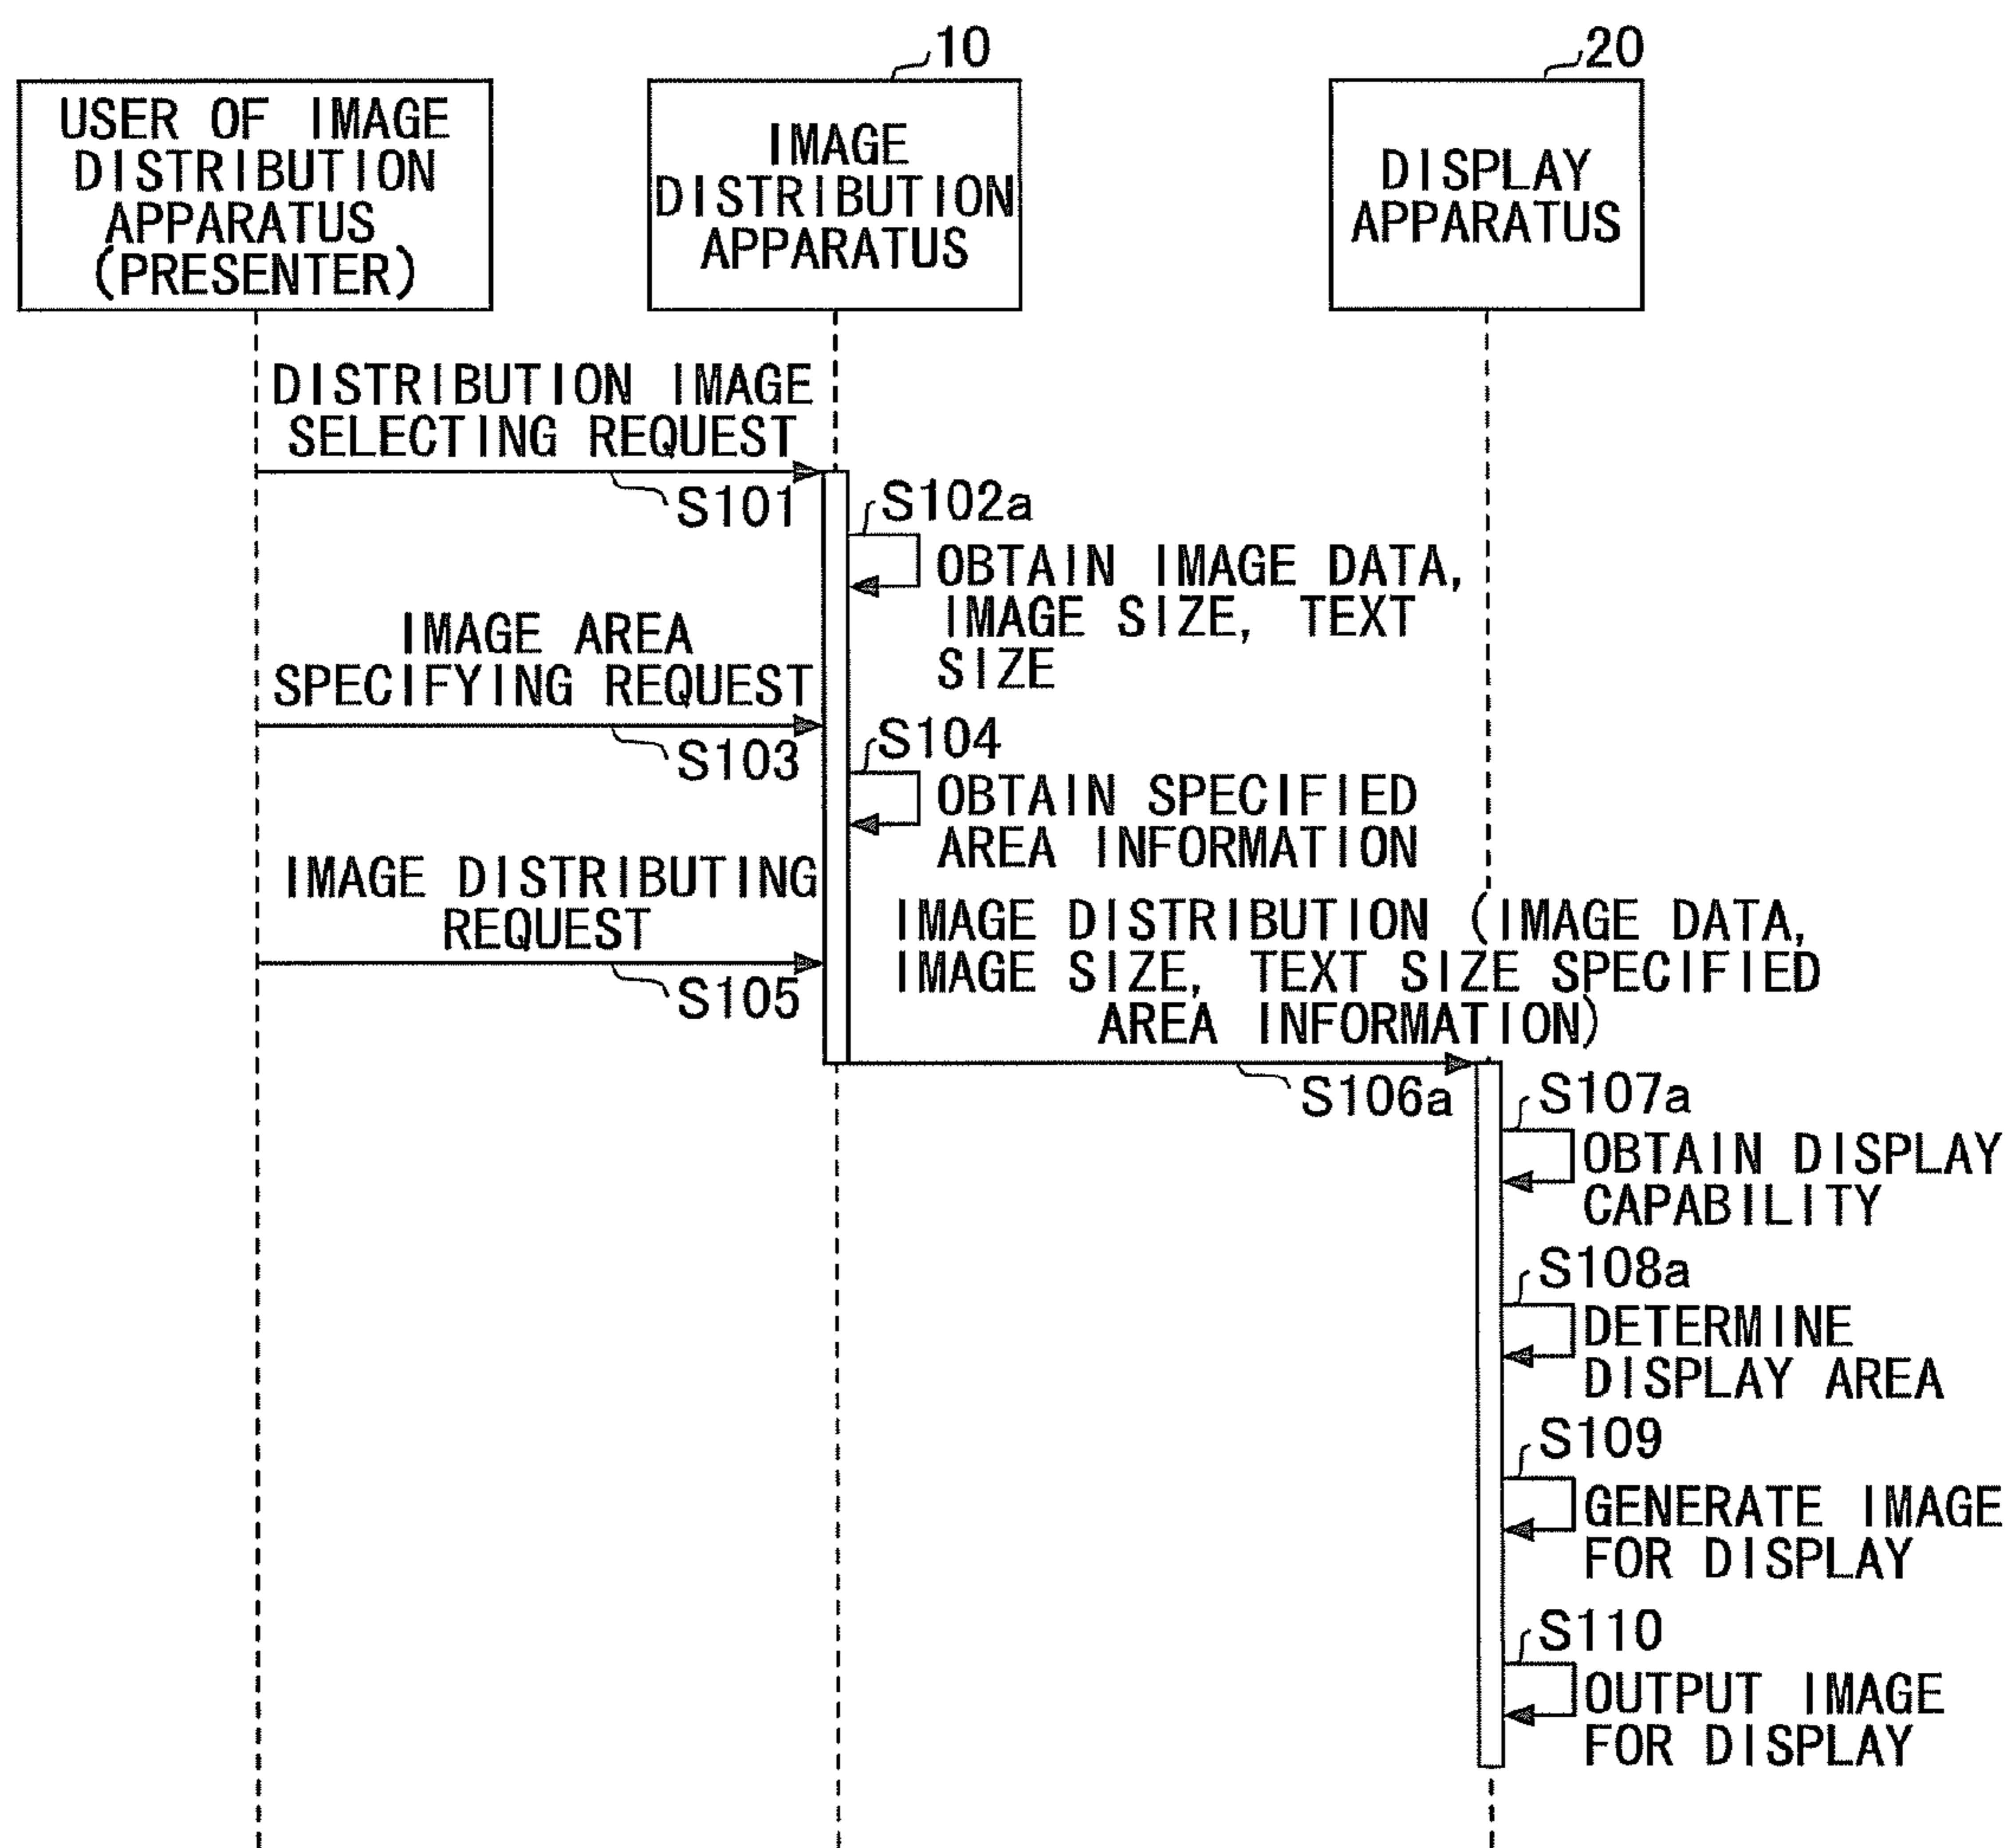 10
20
USER OF IMAGE
DISTRIBUTION
APPARATUS
(PRESENTER)
IMAGE
DISTRIBUTION
APPARATUS
DISPLAY
APPARATUS
DISTRIBUTION IMAGE
SELECTING REQUEST
S101
S102a
OBTAIN IMAGE DATA,
IMAGE SIZE, TEXT
SIZE
IMAGE AREA
SPECIFYING REQUEST
S103
S104
OBTAIN SPECIFIED
AREA INFORMATION
IMAGE DISTRIBUTING
REQUEST
S105
IMAGE DISTRIBUTION (IMAGE DATA,
IMAGE SIZE, TEXT SIZE SPECIFIED
AREA INFORMATION)
S106a
S107a
OBTAIN DISPLAY
CAPABILITY
S108a
DETERMINE
DISPLAY AREA
S109
GENERATE IMAGE
FOR DISPLAY
S110
OUTPUT IMAGE
FOR DISPLAY